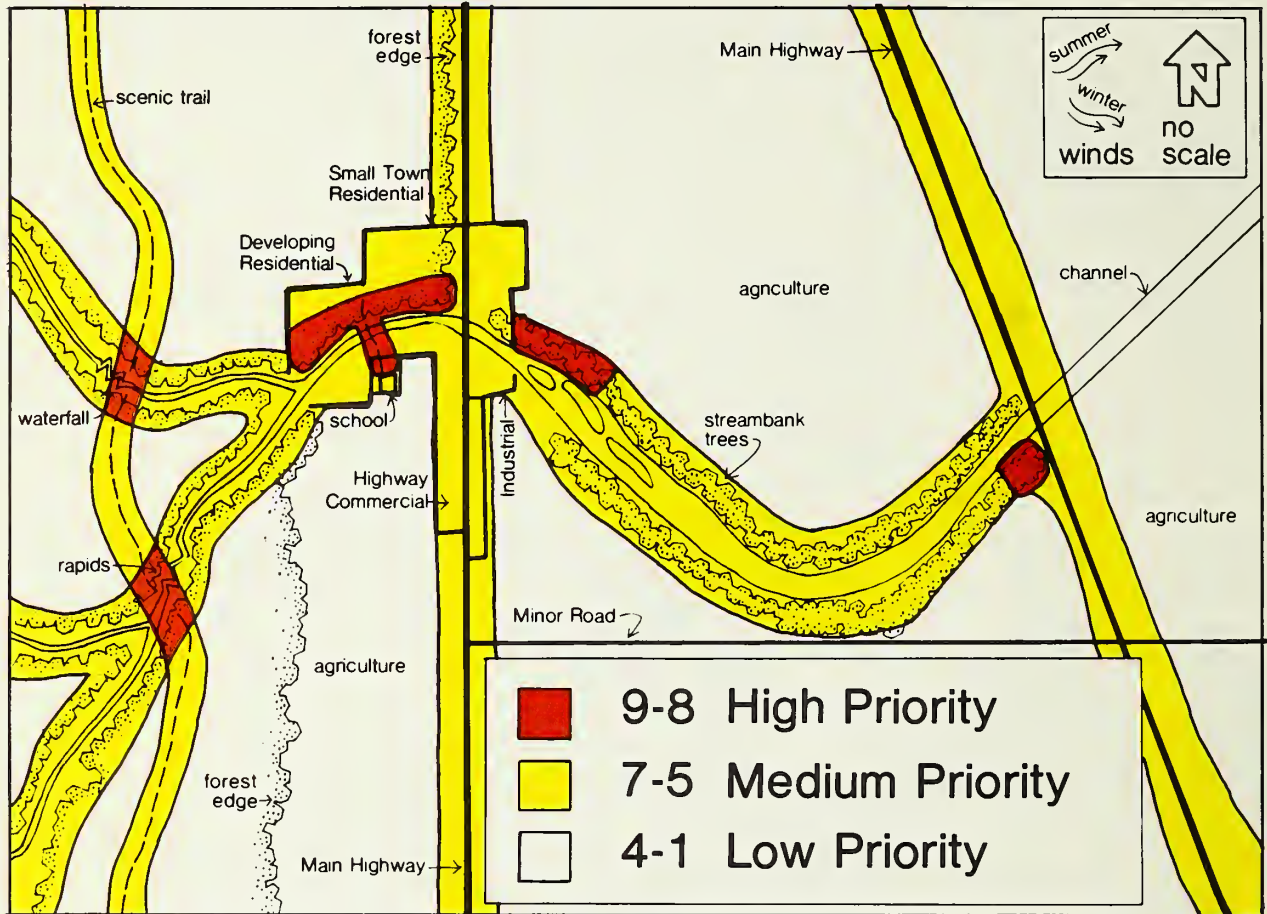 forest
edge
Main Highway
summer
winter
winds
N
no
scale
scenic trail
Small Town
Residential
Developing
Residential
agriculture
channel
waterfall
school
Industrial
streambank
trees
Highway
Commercial
agriculture
rapids
Minor Road
agriculture
forest
edge
Main Highway
9-8 High Priority
7-5 Medium Priority
4-1 Low Priority